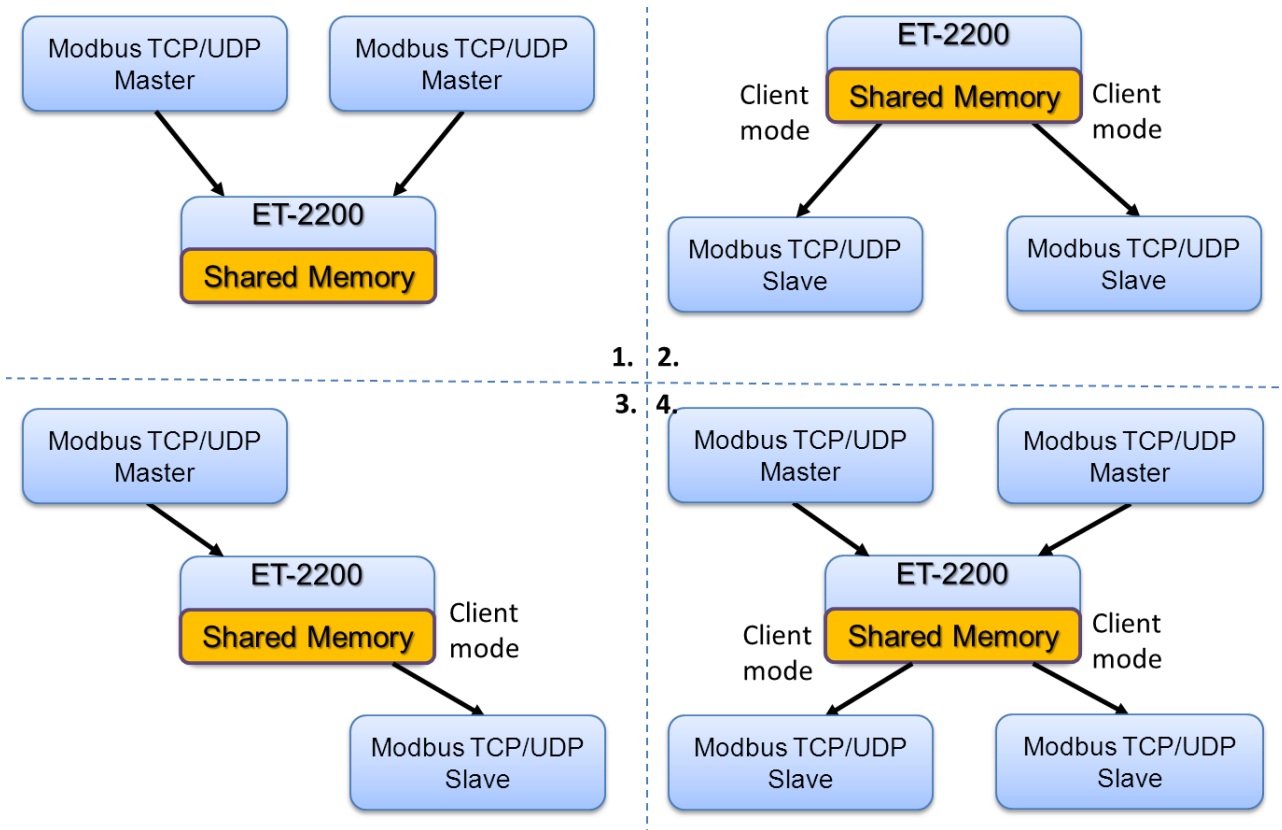 Modbus TCP/UDP
Master
Modbus TCP/UDP
Master
ET-2200
Shared Memory
1.
ET-2200
Shared Memory
Client
mode
Client
mode
Modbus TCP/UDP
Slave
Modbus TCP/UDP
Slave
2.
3.
Modbus TCP/UDP
Master
ET-2200
Shared Memory
Client
mode
Modbus TCP/UDP
Slave
4.
Modbus TCP/UDP
Master
Modbus TCP/UDP
Master
ET-2200
Shared Memory
Client
mode
Client
mode
Modbus TCP/UDP
Slave
Modbus TCP/UDP
Slave